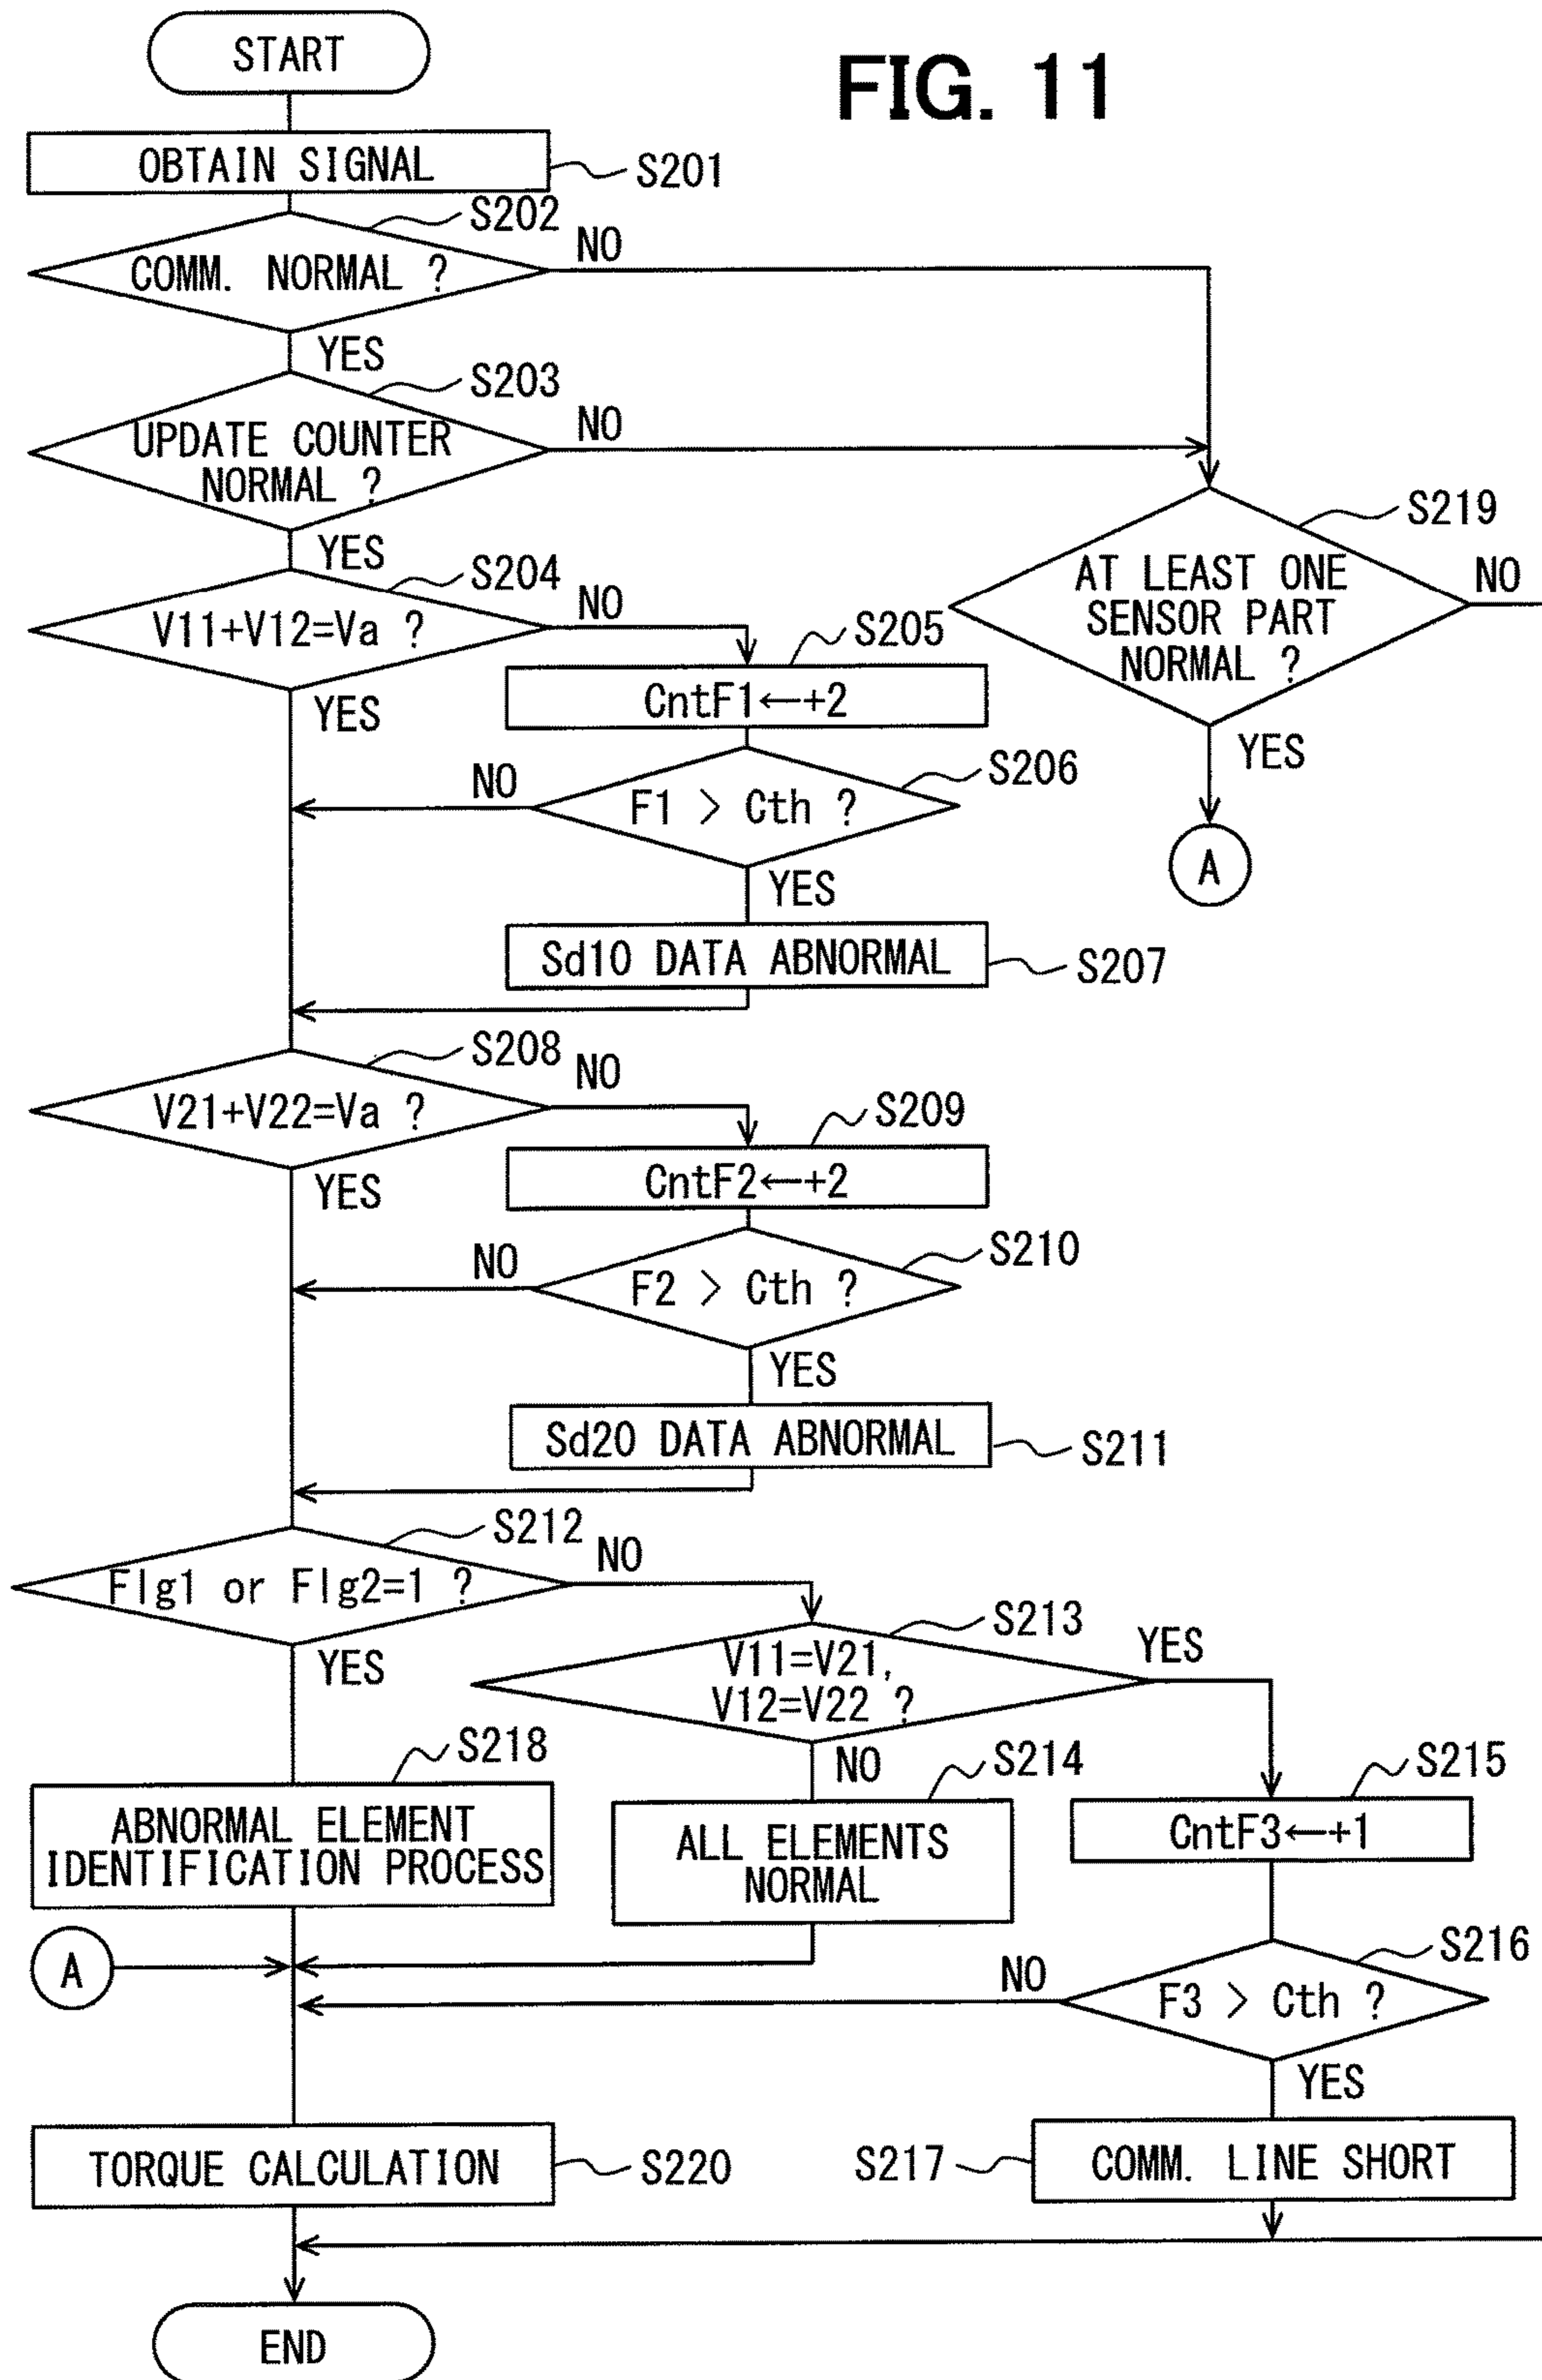 START
FIG. 11
OBTAIN SIGNAL
S201
S202
COMM. NORMAL ?
NO
YES
S203
UPDATE COUNTER
NORMAL ?
NO
YES
S219
AT LEAST ONE
SENSOR PART
NORMAL ?
NO
YES
A
S204
V11+V12=Va ?
NO
YES
S205
CntF1←+2
S206
F1 > Cth ?
NO
YES
Sd10 DATA ABNORMAL
S207
S208
V21+V22=Va ?
NO
YES
S209
CntF2←+2
S210
F2 > Cth ?
NO
YES
Sd20 DATA ABNORMAL
S211
S212
Flg1 or Flg2=1 ?
NO
YES
S213
V11=V21,
V12=V22 ?
YES
NO
S218
ABNORMAL ELEMENT
IDENTIFICATION PROCESS
S214
ALL ELEMENTS
NORMAL
S215
CntF3←+1
A
S216
F3 > Cth ?
NO
YES
TORQUE CALCULATION
S220
S217
COMM. LINE SHORT
END